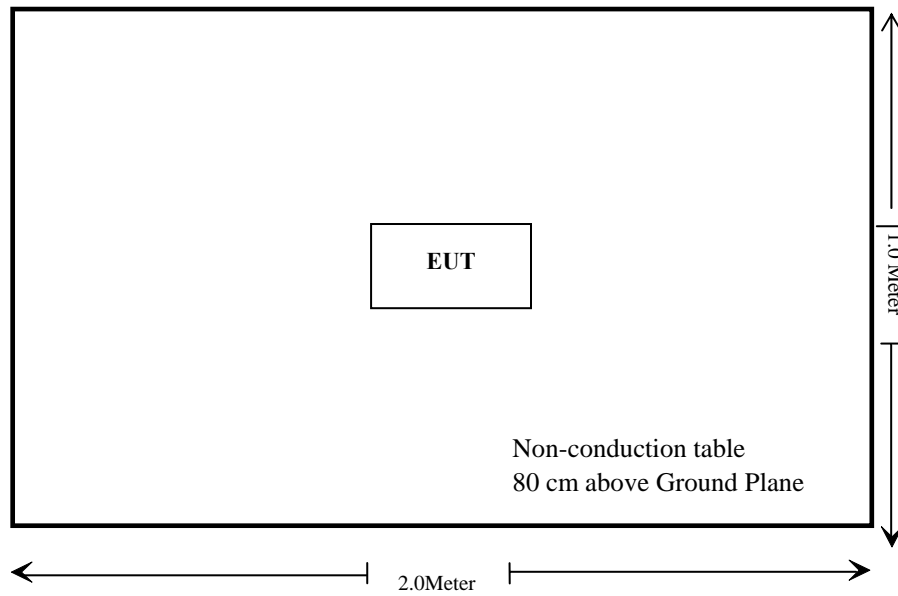 EUT
1.0 Meter
Non-conduction table
80 cm above Ground Plane
2.0Meter